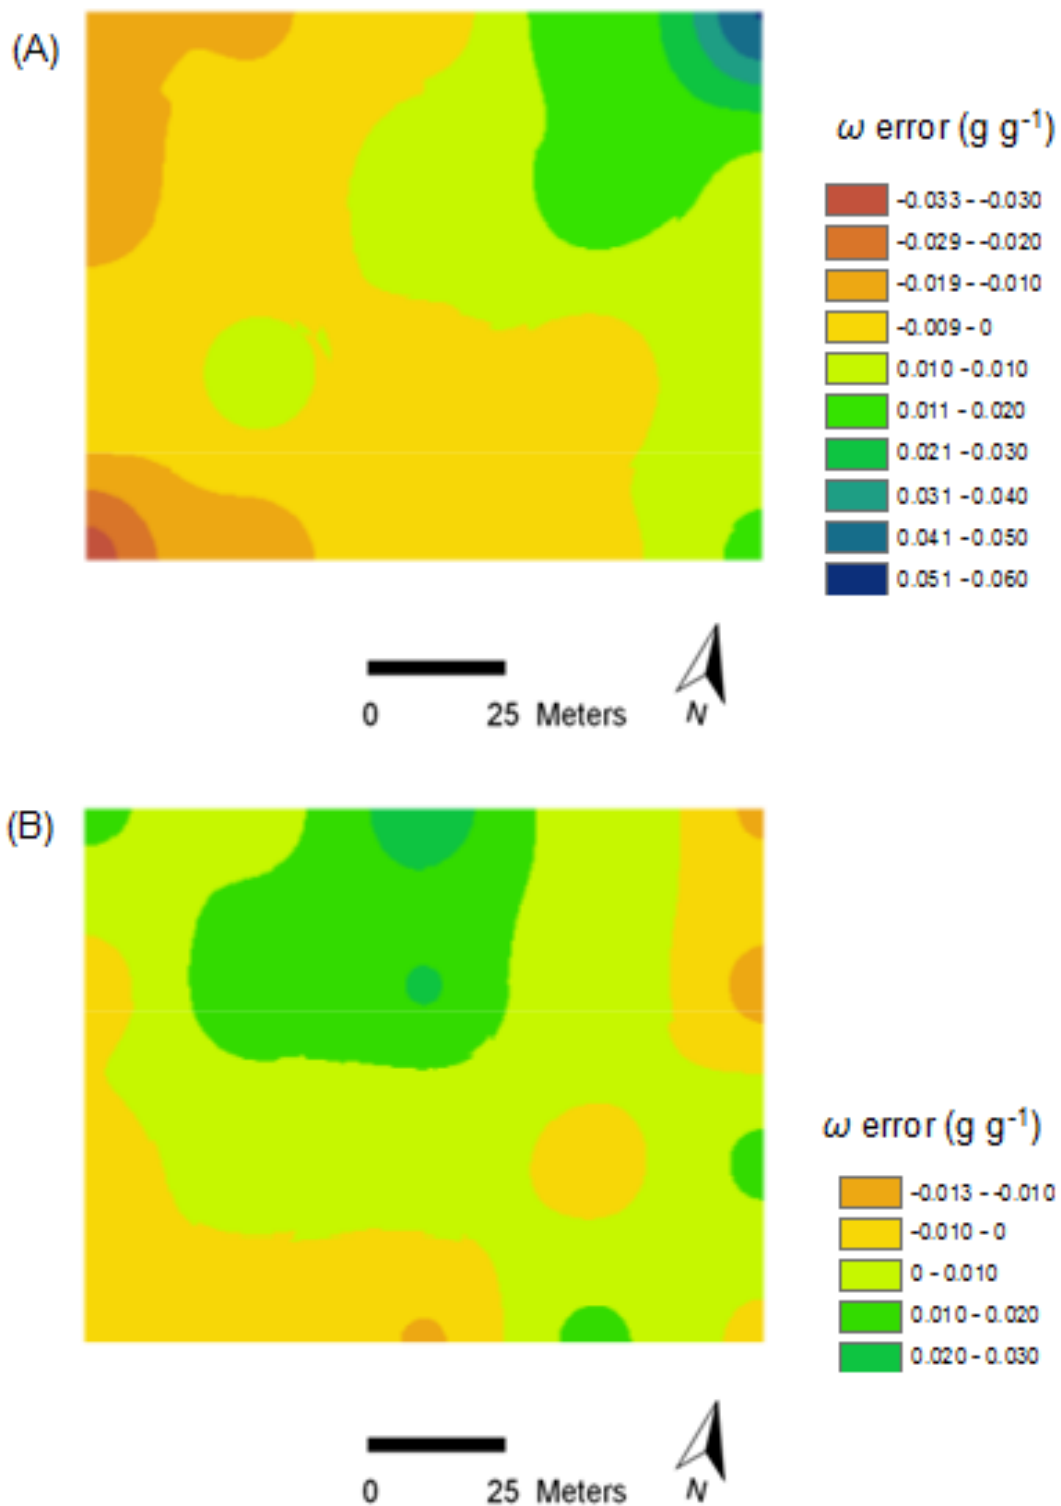 (A)
ω error (g g-1)
-0.033 - -0.030
-0.029 - -0.020
-0.019 - -0.010
-0.009 - 0
0.010 - 0.010
0.011 - 0.020
0.021 - 0.030
0.031 - 0.040
0.041 - 0.050
0.051 - 0.060
0 25 Meters N
(B)
ω error (g g-1)
-0.013 - -0.010
-0.010 - 0
0 - 0.010
0.010 - 0.020
0.020 - 0.030
0 25 Meters N